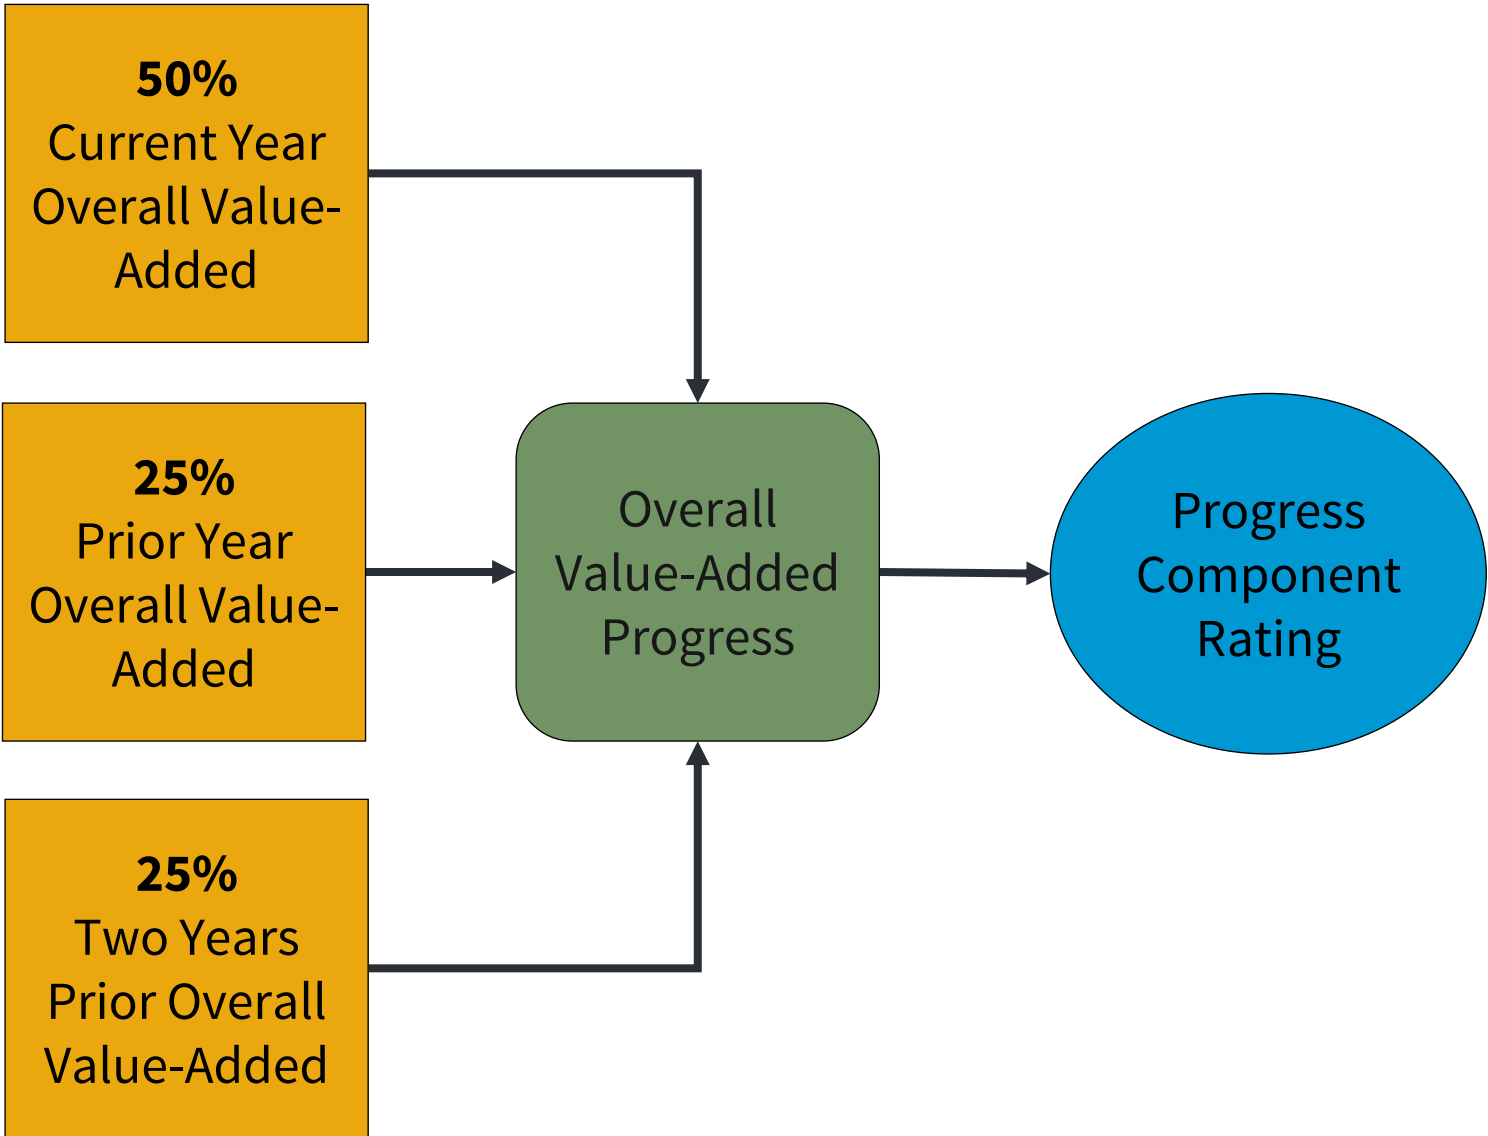 50%
Current Year
Overall Value-
Added
25%
Prior Year
Overall Value-
Added
25%
Two Years
Prior Overall
Value-Added
Overall
Value-Added
Progress
Progress
Component
Rating